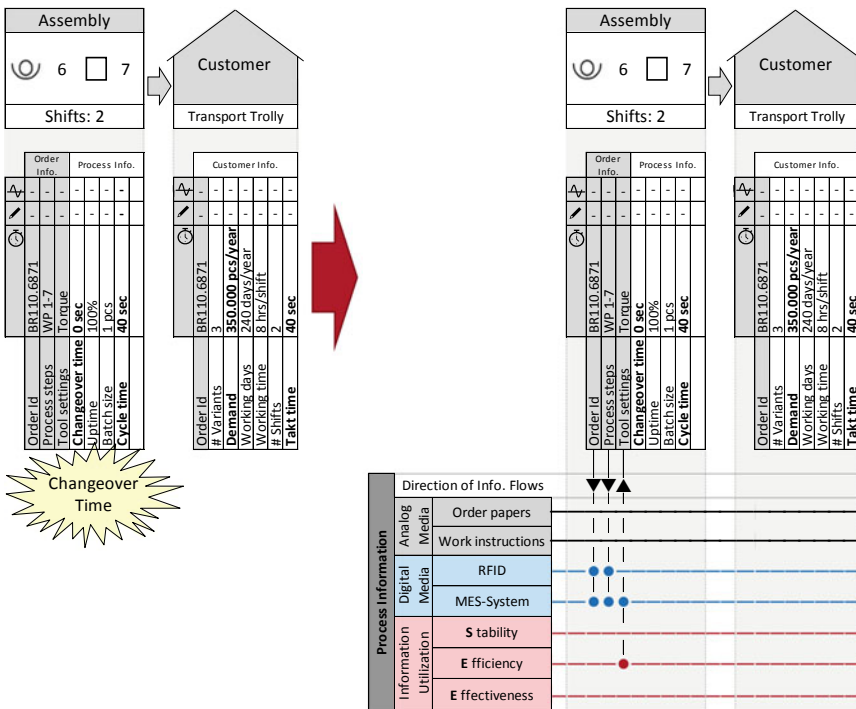 Assembly
6 7
Shifts: 2
Customer
Transport Trolly
Order Info.
Process Info.
- - - - - - -
- - - - - - -
BR110.6871
WP 1-7
Torque
0 sec
100%
1 pcs
40 sec
Order Id
Process steps
Tool settings
Changeover time
Uptime
Batch size
Cycle time
Customer Info.
- - - - - - -
- - - - - - -
BR110.6871
3
350.000 pcs/year
240 days/year
8 hrs/shift
2
40 sec
Order Id
# Variants
Demand
Working days
Working time
# Shifts
Takt time
Changeover
Time
Assembly
6 7
Shifts: 2
Customer
Transport Trolly
Order Info.
Process Info.
- - - - - - -
- - - - - - -
BR110.6871
WP 1-7
Torque
0 sec
100%
1 pcs
40 sec
Order Id
Process steps
Tool settings
Changeover time
Uptime
Batch size
Cycle time
Customer Info.
- - - - - - -
- - - - - - -
BR110.6871
3
350.000 pcs/year
240 days/year
8 hrs/shift
2
40 sec
Order Id
# Variants
Demand
Working days
Working time
# Shifts
Takt time
Process Information
Direction of Info. Flows
Analog
Media
Order papers
Work instructions
Digital
Media
RFID
MES-System
Information
Utilization
S tability
E fficiency
E ffectiveness